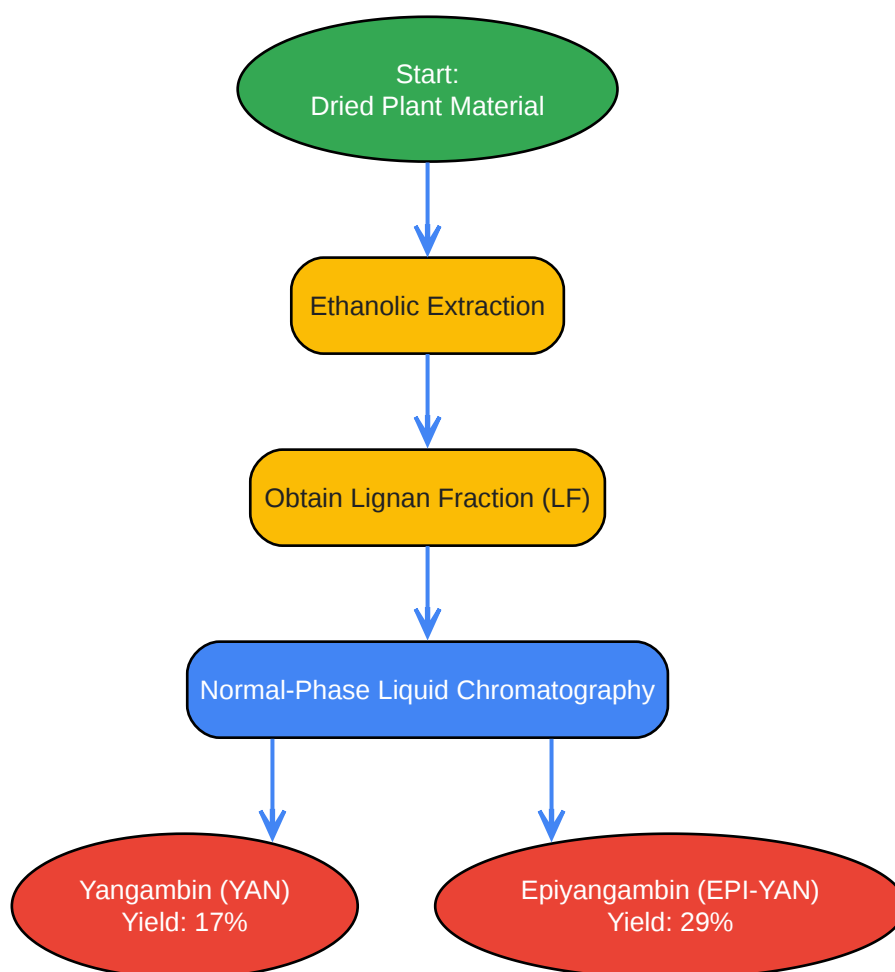 Start:
Dried Plant Material
Ethanolic Extraction
Obtain Lignan Fraction (LF)
Normal-Phase Liquid Chromatography
Yangambin (YAN)
Yield: 17%
Epiyangambin (EPI-YAN)
Yield: 29%